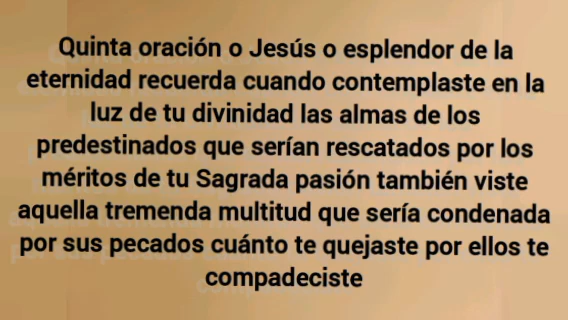 Quinta oración o Jesús o esplendor de la
eternidad recuerda cuando contemplaste en la
luz de tu divinidad las almas de los
predestinados que serían rescatados por los
méritos de tu Sagrada pasión también viste
aquella tremenda multitud que sería condenada
por sus pecados cuánto te quejaste por ellos te
compadeciste